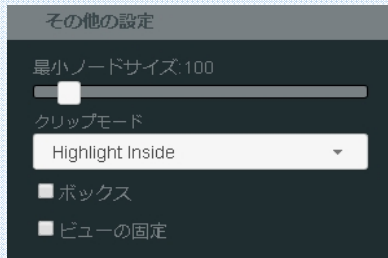 その他の設定
最小ノードサイズ:100
クリップモード
Highlight Inside
ボックス
ビューの固定